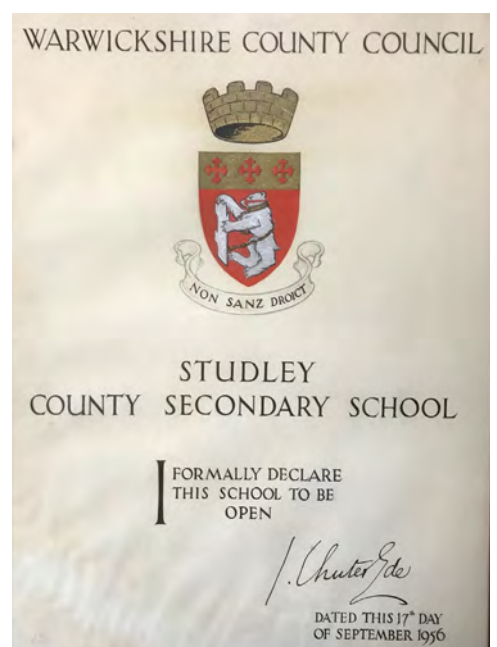 WARWICKSHIRE COUNTY COUNCIL
NON SANZ DROICT
STUDLEY
COUNTY SECONDARY SCHOOL
I FORMALLY DECLARE
THIS SCHOOL TO BE
OPEN
J. Chuter Ede
DATED THIS 17th DAY
OF SEPTEMBER 1956